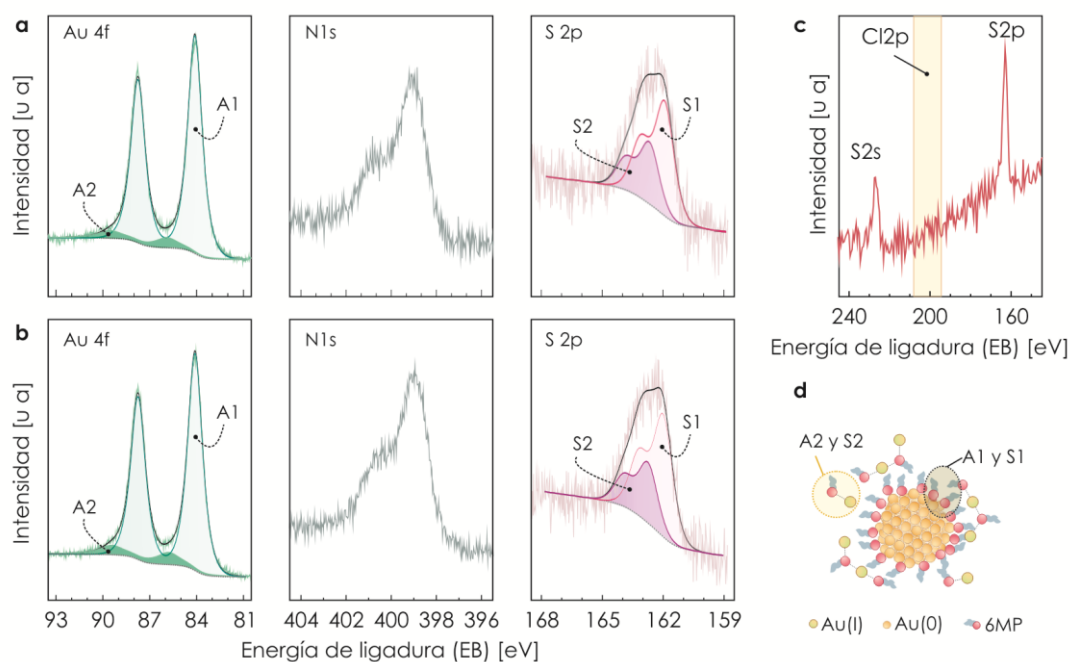 a
Au 4f
N1s
S 2p
Intensidad [u a]
A1
A2
S1
S2
b
Au 4f
N1s
S 2p
Intensidad [u a]
A1
A2
S1
S2
93 90 87 84 81
404 402 400 399 396
168 165 162 159
Energía de ligadura (EB) [eV]
c
Cl2p
S2p
S2s
Intensidad [u a]
240 200 160
Energía de ligadura (EB) [eV]
d
A2 y S2
A1 y S1
Au(I) Au(0) 6MP